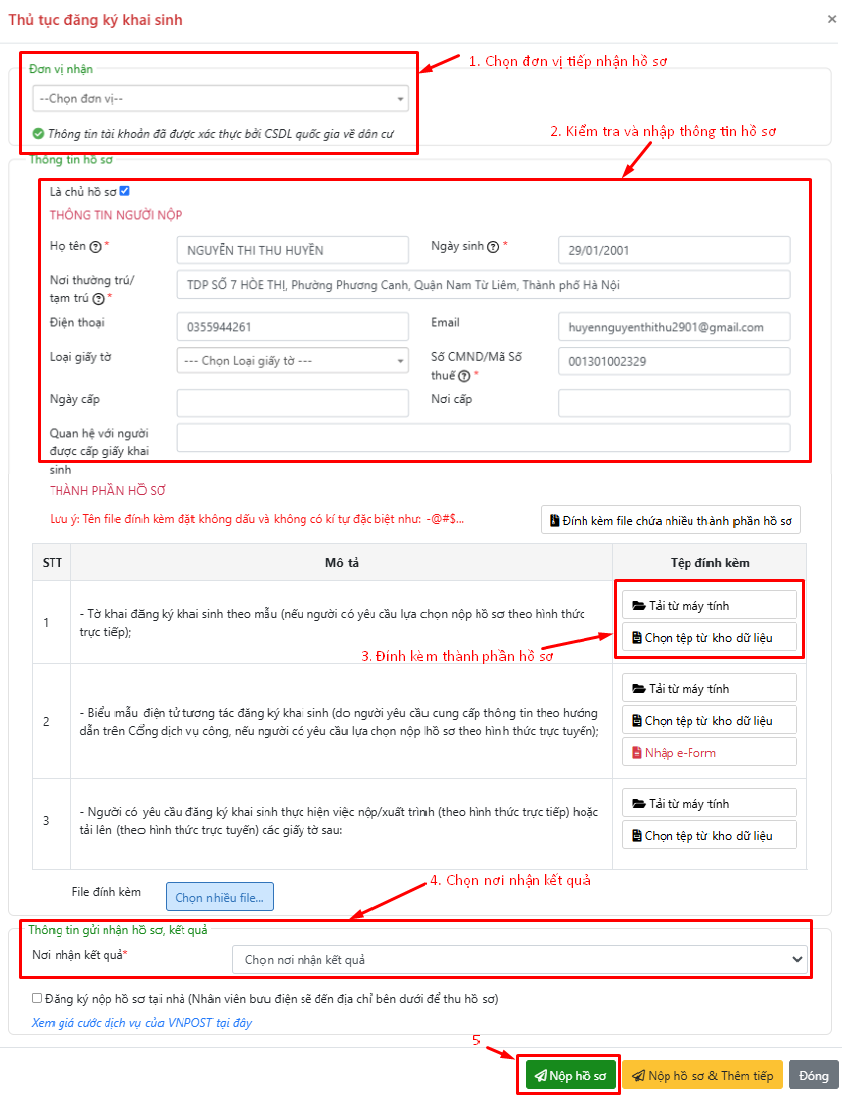 Thủ tục đăng ký khai sinh
×
Đơn vị nhận
1. Chọn đơn vị tiếp nhận hồ sơ
--Chọn đơn vị--
Thông tin tài khoản đã được xác thực bởi CSDL quốc gia về dân cư
2. Kiểm tra và nhập thông tin hồ sơ
Thông tin hồ sơ
Là chủ hồ sơ
THÔNG TIN NGƯỜI NỘP
Họ tên ? *
NGUYỄN THI THU HUYỀN
Ngày sinh ? *
29/01/2001
Nơi thường trú/
tạm trú ? *
TDP SỐ 7 HÒE THỊ, Phường Phương Canh, Quận Nam Từ Liêm, Thành phố Hà Nội
Điện thoại
0355944261
Email
huyennguyenthithu2901@gmail.com
Loại giấy tờ
--- Chọn Loại giấy tờ ---
Số CMND/Mã Số
thuế ? *
001301002329
Ngày cấp
Nơi cấp
Quan hệ với người
được cấp giấy khai
sinh
THÀNH PHẦN HỒ SƠ
Lưu ý: Tên file đính kèm đặt không dấu và không có kí tự đặc biệt như: -@#$...
Đính kèm file chứa nhiều thành phần hồ sơ
STT
Mô tả
Tệp đính kèm
1
- Tờ khai đăng ký khai sinh theo mẫu (nếu người có yêu cầu lựa chọn nộp hồ sơ theo hình thức
trực tiếp);
Tải từ máy tính
Chọn tệp từ kho dữ liệu
3. Đính kèm thành phần hồ sơ
2
- Biểu mẫu điện tử tương tác đăng ký khai sinh (do người yêu cầu cung cấp thông tin theo hướng
dẫn trên Cổng dịch vụ công, nếu người có yêu cầu lựa chọn nộp hồ sơ theo hình thức trực tuyến);
Tải từ máy tính
Chọn tệp từ kho dữ liệu
Nhập e-Form
3
- Người có yêu cầu đăng ký khai sinh thực hiện việc nộp/xuất trình (theo hình thức trực tiếp) hoặc
tải lên (theo hình thức trực tuyến) các giấy tờ sau:
Tải từ máy tính
Chọn tệp từ kho dữ liệu
File đính kèm
Chọn nhiều file...
4. Chọn nơi nhận kết quả
Thông tin gửi nhận hồ sơ, kết quả
Nơi nhận kết quả*
Chọn nơi nhận kết quả
Đăng ký nộp hồ sơ tại nhà (Nhân viên bưu điện sẽ đến địa chỉ bên dưới để thu hồ sơ)
Xem giá cước dịch vụ của VNPOST tại đây
5
Nộp hồ sơ
Nộp hồ sơ & Thêm tiếp
Đóng